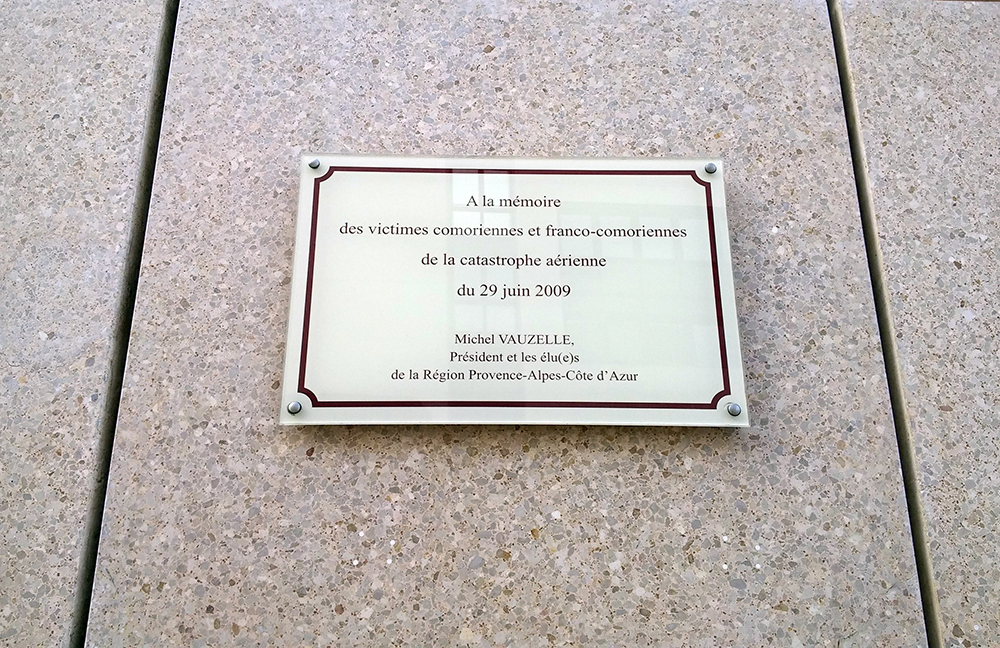 A la mémoire
des victimes comoriennes et franco-comoriennes
de la catastrophe aérienne
du 29 juin 2009
Michel VAUZELLE,
Président et les élu(e)s
de la Région Provence-Alpes-Côte d'Azur